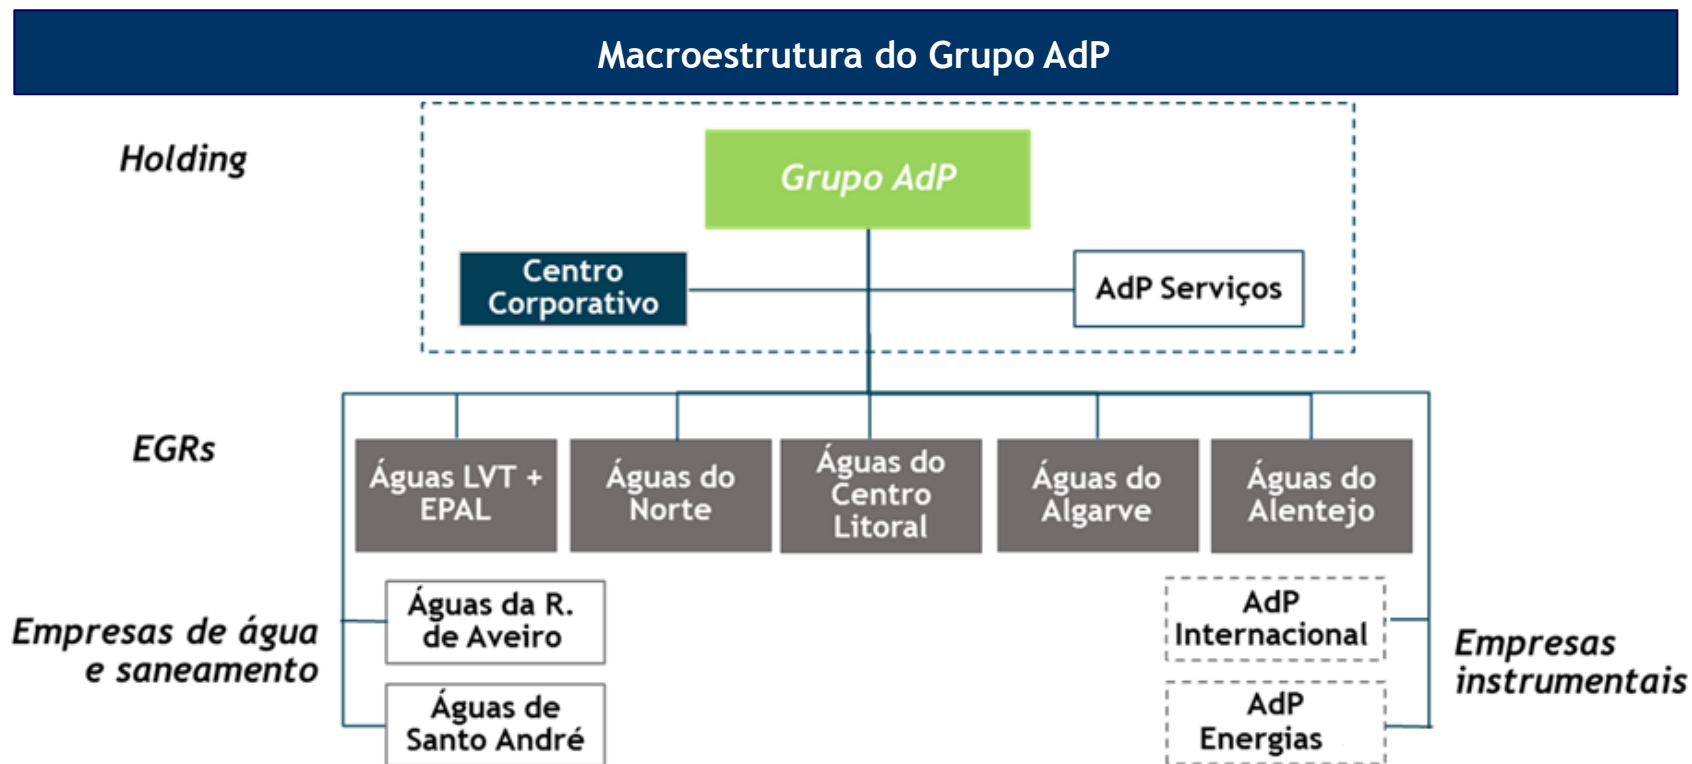 Macroestrutura do Grupo AdP
Holding
Grupo AdP
Centro
Corporativo
AdP Serviços
EGRs
Águas LVT +
EPAL
Águas do
Norte
Águas do
Centro
Litoral
Águas do
Algarve
Águas do
Alentejo
Empresas de água
e saneamento
Águas da R.
de Aveiro
Águas de
Santo André
AdP
Internacional
AdP
Energias
Empresas
instrumentais